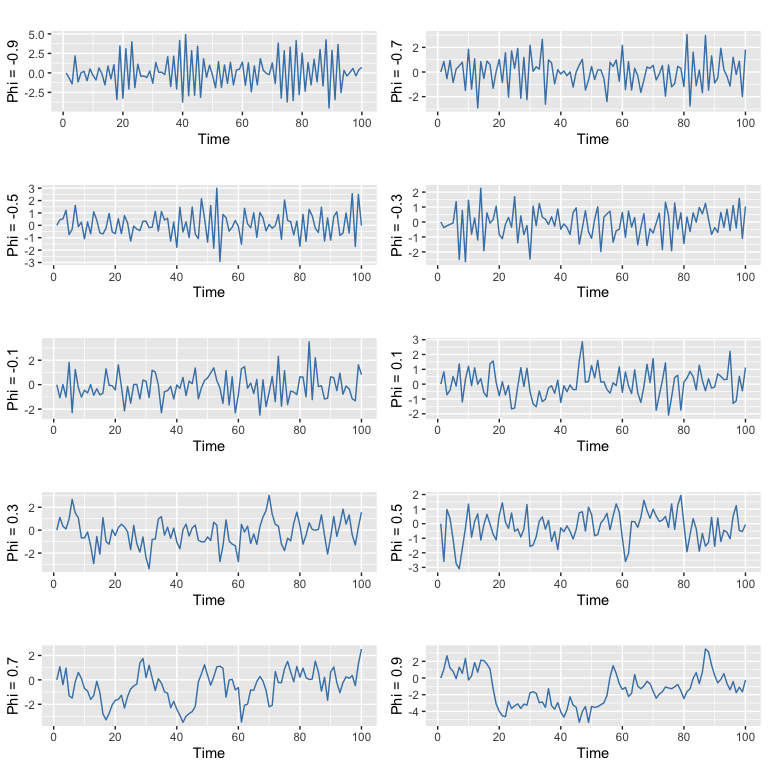 Phi = -0.9
5.0
2.5
0.0
-2.5
0 20 40 60 80 100
Time
Phi = -0.7
2
0
-2
0 20 40 60 80 100
Time
Phi = -0.5
3
2
1
0
-1
-2
-3
0 20 40 60 80 100
Time
Phi = -0.3
2
1
0
-1
-2
0 20 40 60 80 100
Time
Phi = -0.1
2
0
-2
0 20 40 60 80 100
Time
Phi = 0.1
3
2
1
0
-1
-2
0 20 40 60 80 100
Time
Phi = 0.3
2
0
-2
0 20 40 60 80 100
Time
Phi = 0.5
2
1
0
-1
-2
-3
0 20 40 60 80 100
Time
Phi = 0.7
2
0
-2
0 20 40 60 80 100
Time
Phi = 0.9
2
0
-2
-4
0 20 40 60 80 100
Time